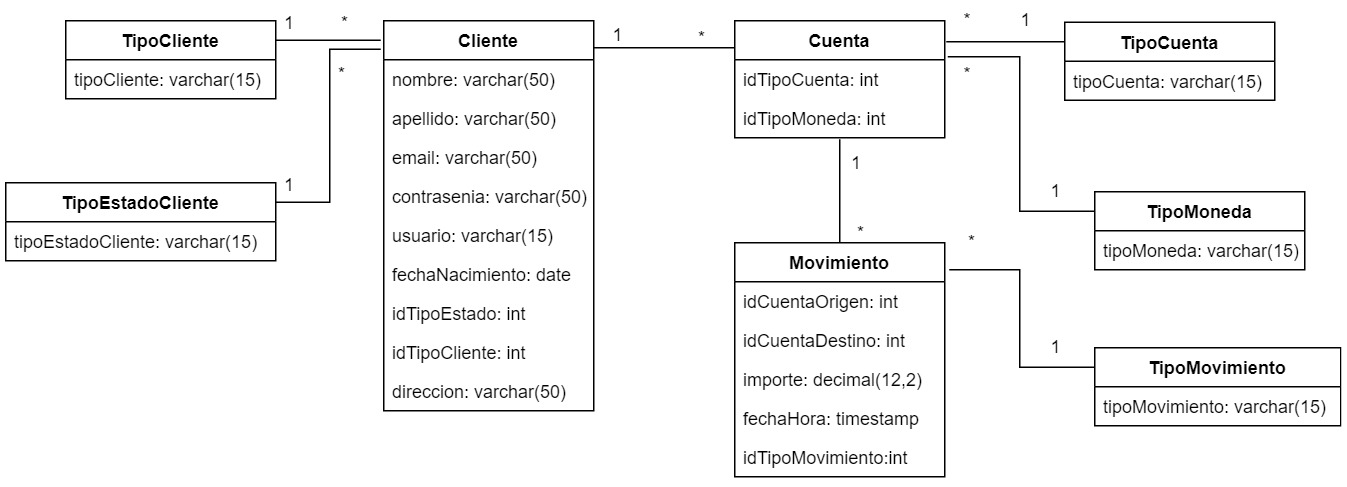 TipoCliente
tipoCliente: varchar(15)
1
*
TipoEstadoCliente
tipoEstadoCliente: varchar(15)
1
*
Cliente
nombre: varchar(50)
apellido: varchar(50)
email: varchar(50)
contrasenia: varchar(50)
usuario: varchar(15)
fechaNacimiento: date
idTipoEstado: int
idTipoCliente: int
direccion: varchar(50)
1
*
Cuenta
idTipoCuenta: int
idTipoMoneda: int
1
*
Movimiento
idCuentaOrigen: int
idCuentaDestino: int
importe: decimal(12,2)
fechaHora: timestamp
idTipoMovimiento:int
*
1
TipoCuenta
tipoCuenta: varchar(15)
*
1
TipoMoneda
tipoMoneda: varchar(15)
*
1
TipoMovimiento
tipoMovimiento: varchar(15)